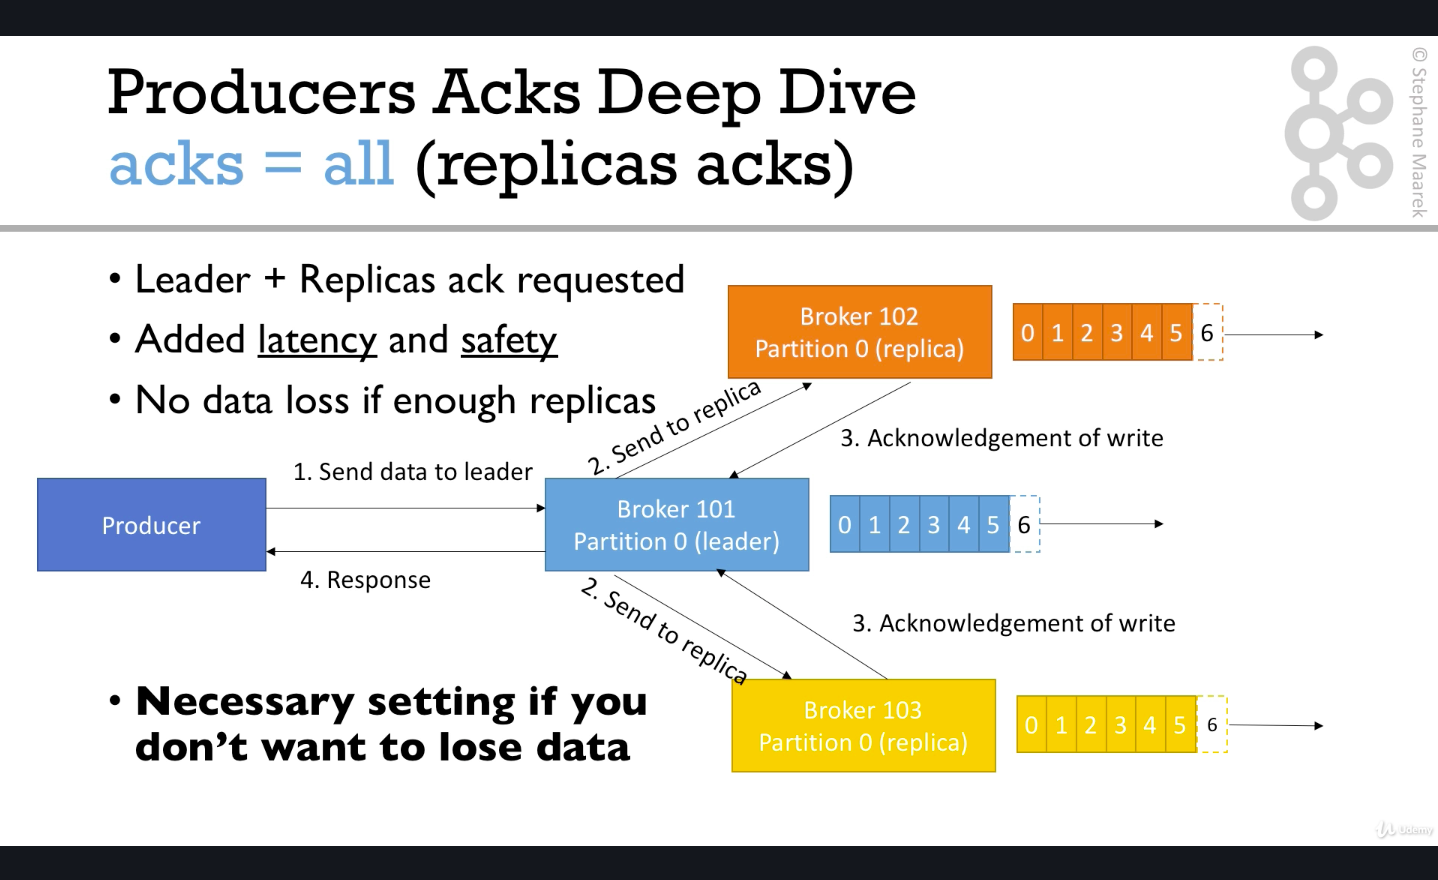 Producers Acks Deep Dive
acks = all (replicas acks)
© Stephane Maarek
• Leader + Replicas ack requested
• Added latency and safety
• No data loss if enough replicas
Broker 102
Partition 0 (replica)
0 1 2 3 4 5 6
2. Send to replica
3. Acknowledgement of write
1. Send data to leader
Producer
Broker 101
Partition 0 (leader)
0 1 2 3 4 5 6
4. Response
2. Send to replica
3. Acknowledgement of write
• Necessary setting if you
don't want to lose data
Broker 103
Partition 0 (replica)
0 1 2 3 4 5 6
Udemy